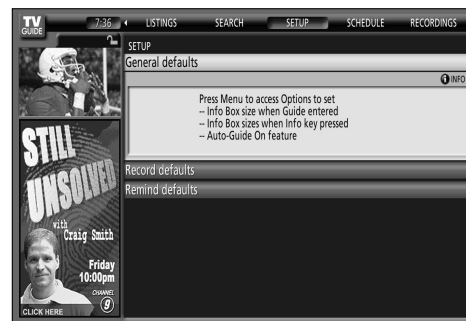 TV
GUIDE
7:36
LISTINGS
SEARCH
SETUP
SCHEDULE
RECORDINGS
SETUP
General defaults
INFO
Press Menu to access Options to set
-- Info Box size when Guide entered
-- Info Box sizes when Info key pressed
-- Auto-Guide On feature
Record defaults
Remind defaults
STILL
UNSOLVED
with
Craig Smith
Friday
10:00pm
CHANNEL
9
CLICK HERE